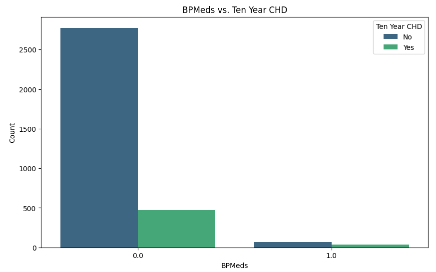 BPMeds vs. Ten Year CHD
Ten Year CHD
No
Yes
2500
2000
1500
1000
500
0
Count
0.0
1.0
BPMeds